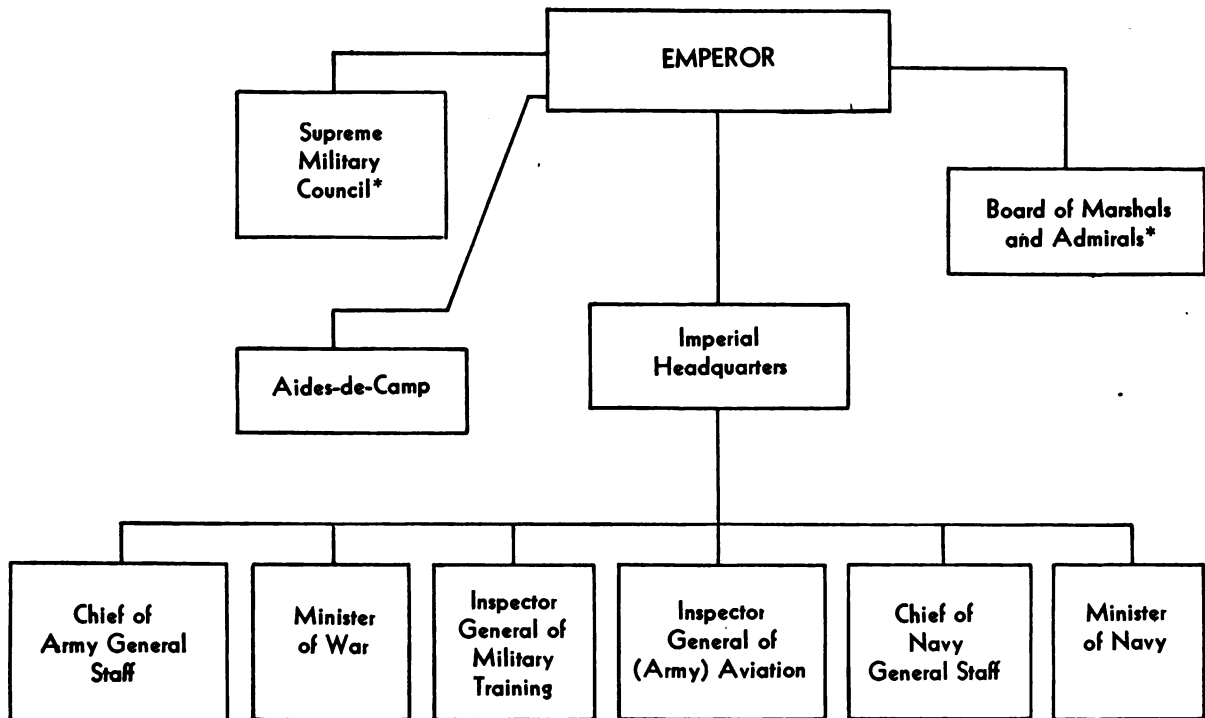 EMPEROR
Supreme
Military
Council*
Board of Marshals
and Admirals*
Aides-de-Camp
Imperial
Headquarters
Chief of
Army General
Staff
Minister
of War
Inspector
General of
Military
Training
Inspector
General of
(Army) Aviation
Chief of
Navy
General Staff
Minister
of Navy